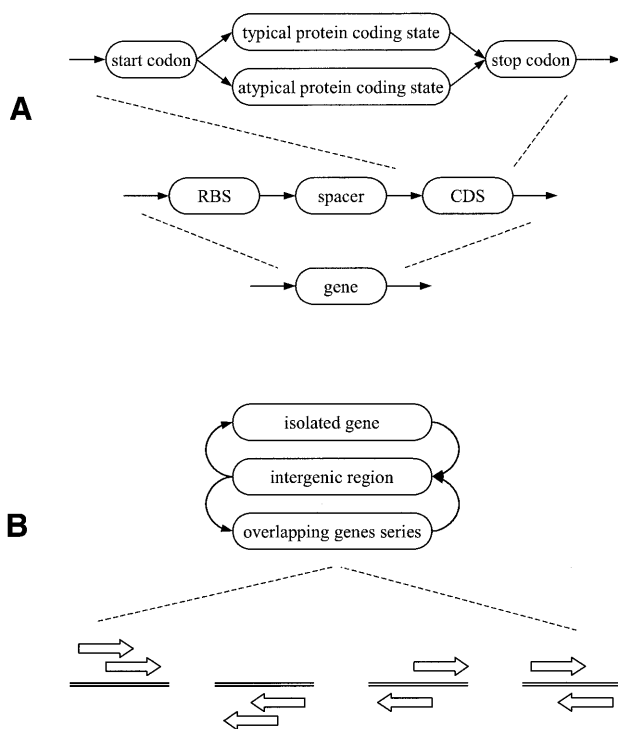 typical protein coding state
start codon
stop codon
atypical protein coding state
A
RBS
spacer
CDS
gene
isolated gene
intergenic region
B
overlapping genes series